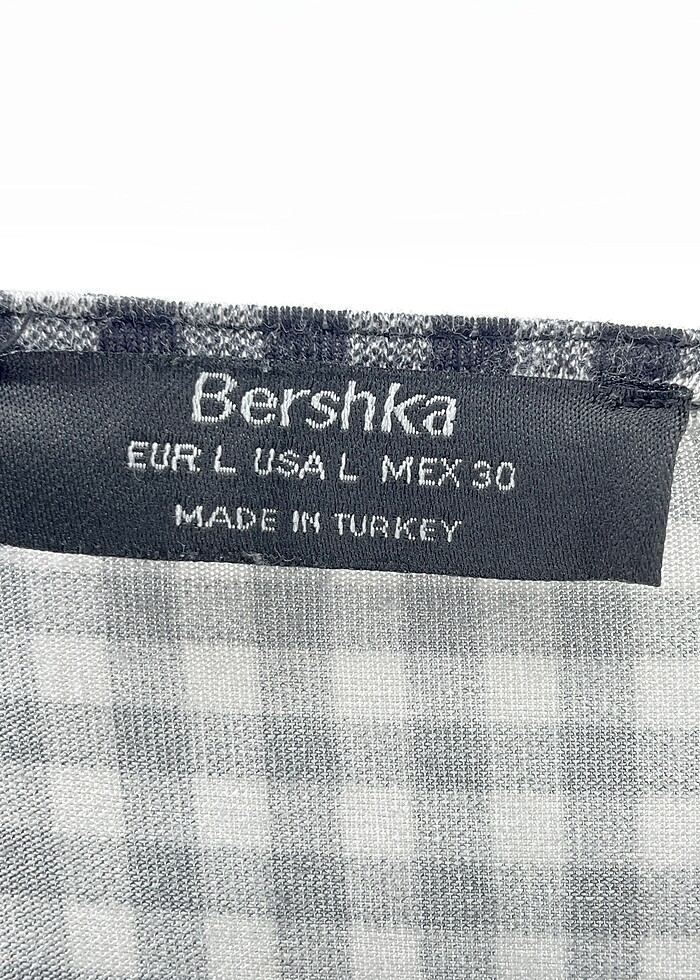 Bershka
EUR L USA L MEX 30
MADE IN TURKEY